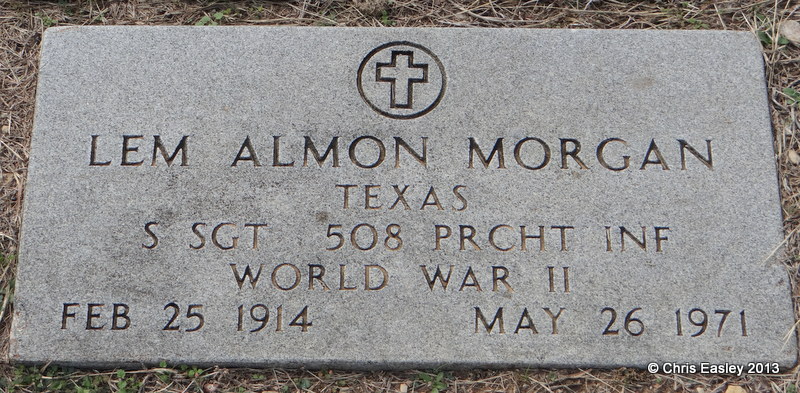 LEM ALMON MORGAN
TEXAS
S SGT 508 PRCHT INF
WORLD WAR II
FEB 25 1914 MAY 26 1971
© Chris Easley 2013